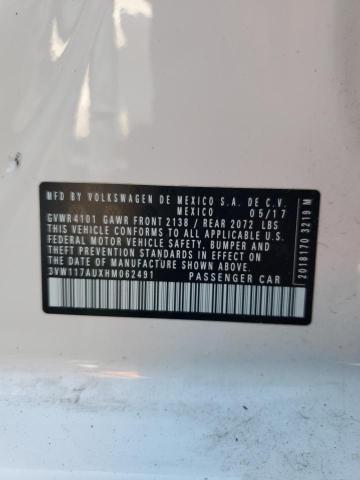 MFD BY VOLKSWAGEN DE MEXICO S.A. DE C.V.
MEXICO 05/17
GVWR4101 GAWR FRONT 2138 / REAR 2072 LBS
THIS VEHICLE CONFORMS TO ALL APPLICABLE U.S.
FEDERAL MOTOR VEHICLE SAFETY, BUMPER AND
THEFT PREVENTION STANDARDS IN EFFECT ON THE
DATE OF MANUFACTURE SHOWN ABOVE.
3VW117AUXHM062491 PASSENGER CAR
2018170 3219 M